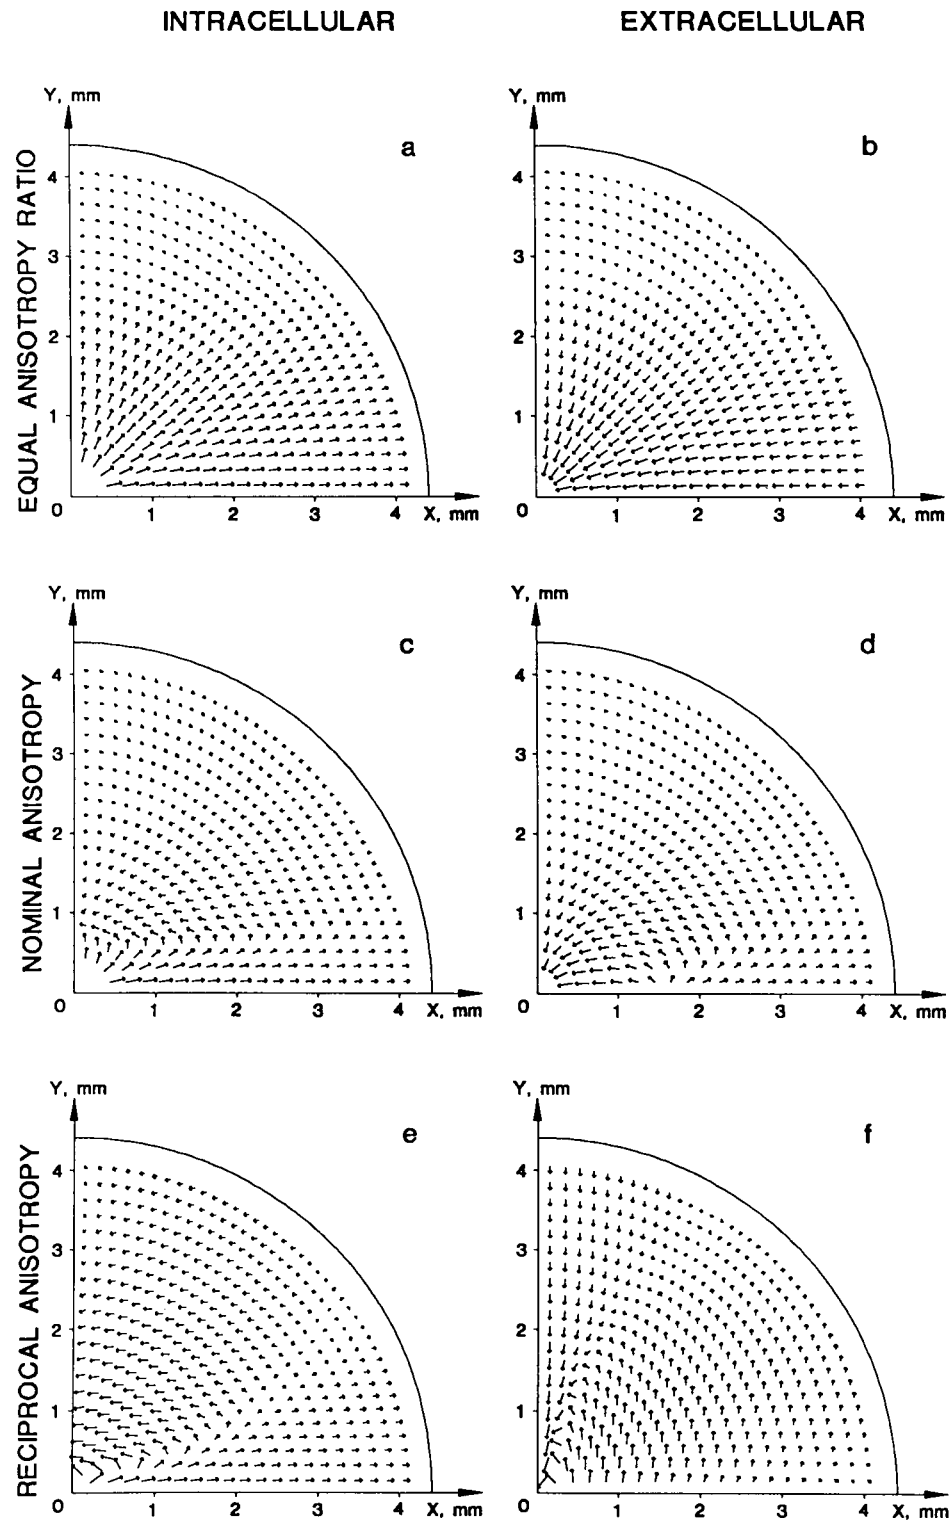 INTRACELLULAR
EXTRACELLULAR
EQUAL ANISOTROPY RATIO
Y, mm
a
4
3
2
1
0
1 2 3 4 X, mm
Y, mm
b
4
3
2
1
0
1 2 3 4 X, mm
NOMINAL ANISOTROPY
Y, mm
c
4
3
2
1
0
1 2 3 4 X, mm
Y, mm
d
4
3
2
1
0
1 2 3 4 X, mm
RECIPROCAL ANISOTROPY
Y, mm
e
4
3
2
1
0
1 2 3 4 X, mm
Y, mm
f
4
3
2
1
0
1 2 3 4 X, mm